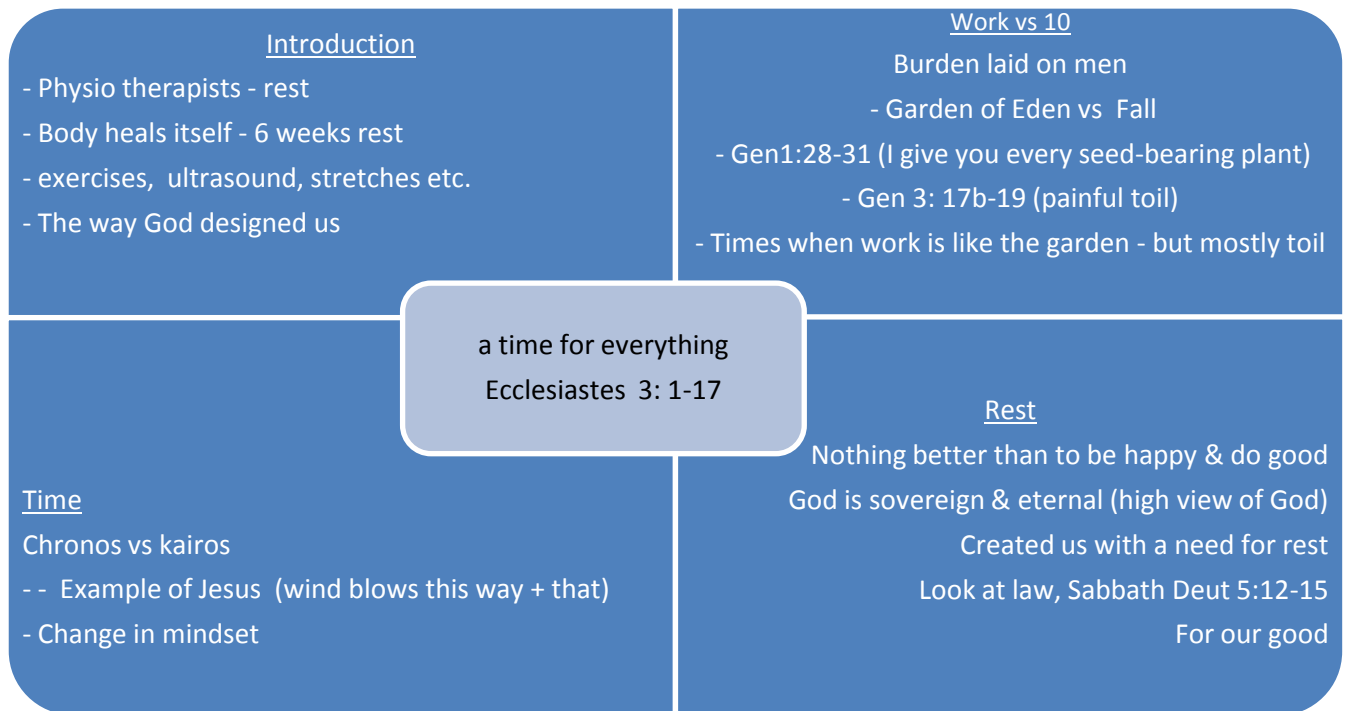 Introduction
- Physio therapists - rest
- Body heals itself - 6 weeks rest
- exercises,  ultrasound, stretches etc.
- The way God designed us
Work vs 10
Burden laid on men
- Garden of Eden vs  Fall
- Gen1:28-31 (I give you every seed-bearing plant)
- Gen 3: 17b-19 (painful toil)
- Times when work is like the garden - but mostly toil
a time for everything
Ecclesiastes  3: 1-17
Time
Chronos vs kairos
- -  Example of Jesus  (wind blows this way + that)
- Change in mindset
Rest
Nothing better than to be happy & do good
God is sovereign & eternal (high view of God)
Created us with a need for rest
Look at law, Sabbath Deut 5:12-15
For our good